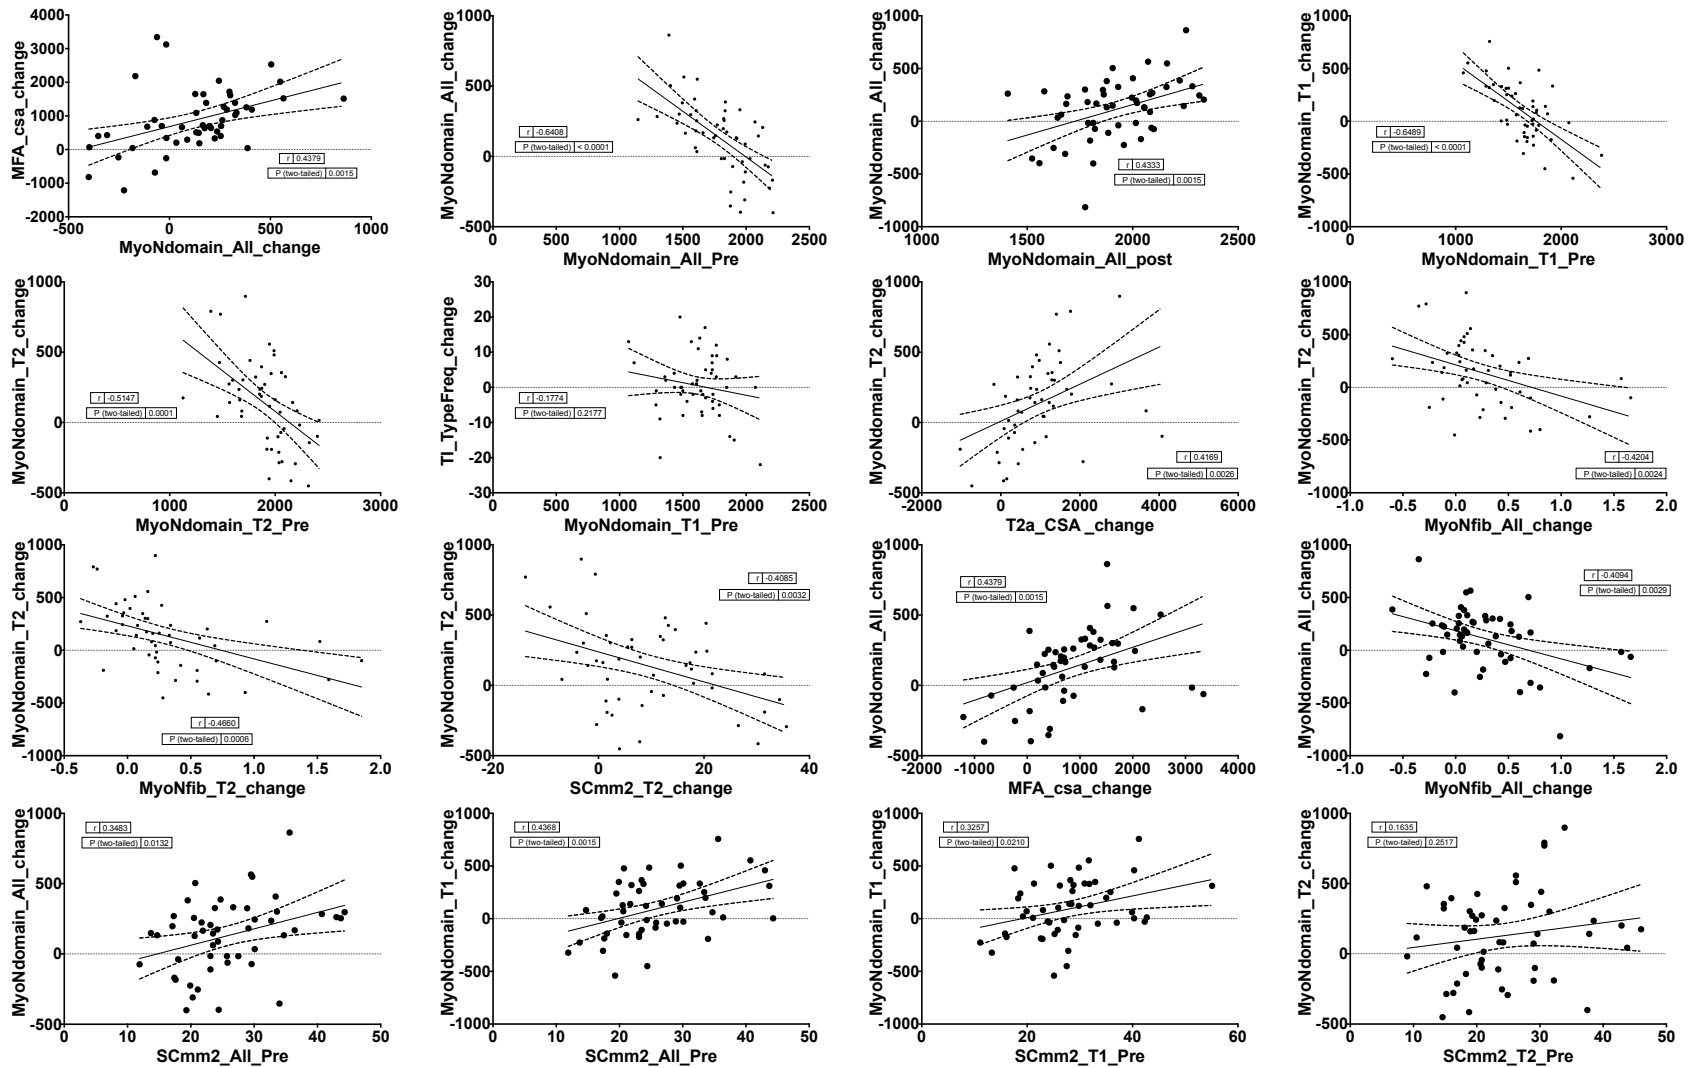 MFA_csa_change
4000
3000
2000
1000
0
-1000
-2000
-500 0 500 1000
MyoNdomain_All_change
r 0.4379
P (two-tailed) 0.0015
MyoNdomain_All_change
1000
500
0
-500
0 500 1000 1500 2000 2500
MyoNdomain_All_Pre
r -0.6408
P (two-tailed) < 0.0001
MyoNdomain_All_change
1000
500
0
-500
-1000
1000 1500 2000 2500
MyoNdomain_All_post
r 0.4333
P (two-tailed) 0.0015
MyoNdomain_T1_change
1000
500
0
-500
-1000
0 1000 2000 3000
MyoNdomain_T1_Pre
r -0.6489
P (two-tailed) < 0.0001
MyoNdomain_T2_change
1000
500
0
-500
0 1000 2000 3000
MyoNdomain_T2_Pre
r -0.5147
P (two-tailed) 0.0001
TI_TypeFreq_change
30
20
10
0
-10
-20
-30
0 500 1000 1500 2000 2500
MyoNdomain_T1_Pre
r -0.1774
P (two-tailed) 0.2177
MyoNdomain_T2_change
1000
500
0
-500
-2000 0 2000 4000 6000
T2a_CSA_change
r 0.4169
P (two-tailed) 0.0026
MyoNdomain_T2_change
1000
500
0
-500
-1000
-1.0 -0.5 0.0 0.5 1.0 1.5 2.0
MyoNfib_All_change
r -0.4204
P (two-tailed) 0.0024
MyoNdomain_T2_change
1000
500
0
-500
-1000
-0.5 0.0 0.5 1.0 1.5 2.0
MyoNfib_T2_change
r -0.4660
P (two-tailed) 0.0006
MyoNdomain_T2_change
1000
500
0
-500
-20 0 20 40
SCmm2_T2_change
r -0.4085
P (two-tailed) 0.0032
MyoNdomain_All_change
1000
500
0
-500
-2000 -1000 0 1000 2000 3000 4000
MFA_csa_change
r 0.4379
P (two-tailed) 0.0015
MyoNdomain_All_change
1000
500
0
-500
-1000
-1.0 -0.5 0.0 0.5 1.0 1.5 2.0
MyoNfib_All_change
r -0.4094
P (two-tailed) 0.0029
MyoNdomain_All_change
1000
500
0
-500
0 10 20 30 40 50
SCmm2_All_Pre
r 0.3483
P (two-tailed) 0.0132
MyoNdomain_T1_change
1000
500
0
-500
-1000
0 10 20 30 40 50
SCmm2_All_Pre
r 0.4368
P (two-tailed) 0.0015
MyoNdomain_T1_change
1000
500
0
-500
-1000
0 20 40 60
SCmm2_T1_Pre
r 0.3257
P (two-tailed) 0.0210
MyoNdomain_T2_change
1000
500
0
-500
0 10 20 30 40 50
SCmm2_T2_Pre
r 0.1635
P (two-tailed) 0.2517